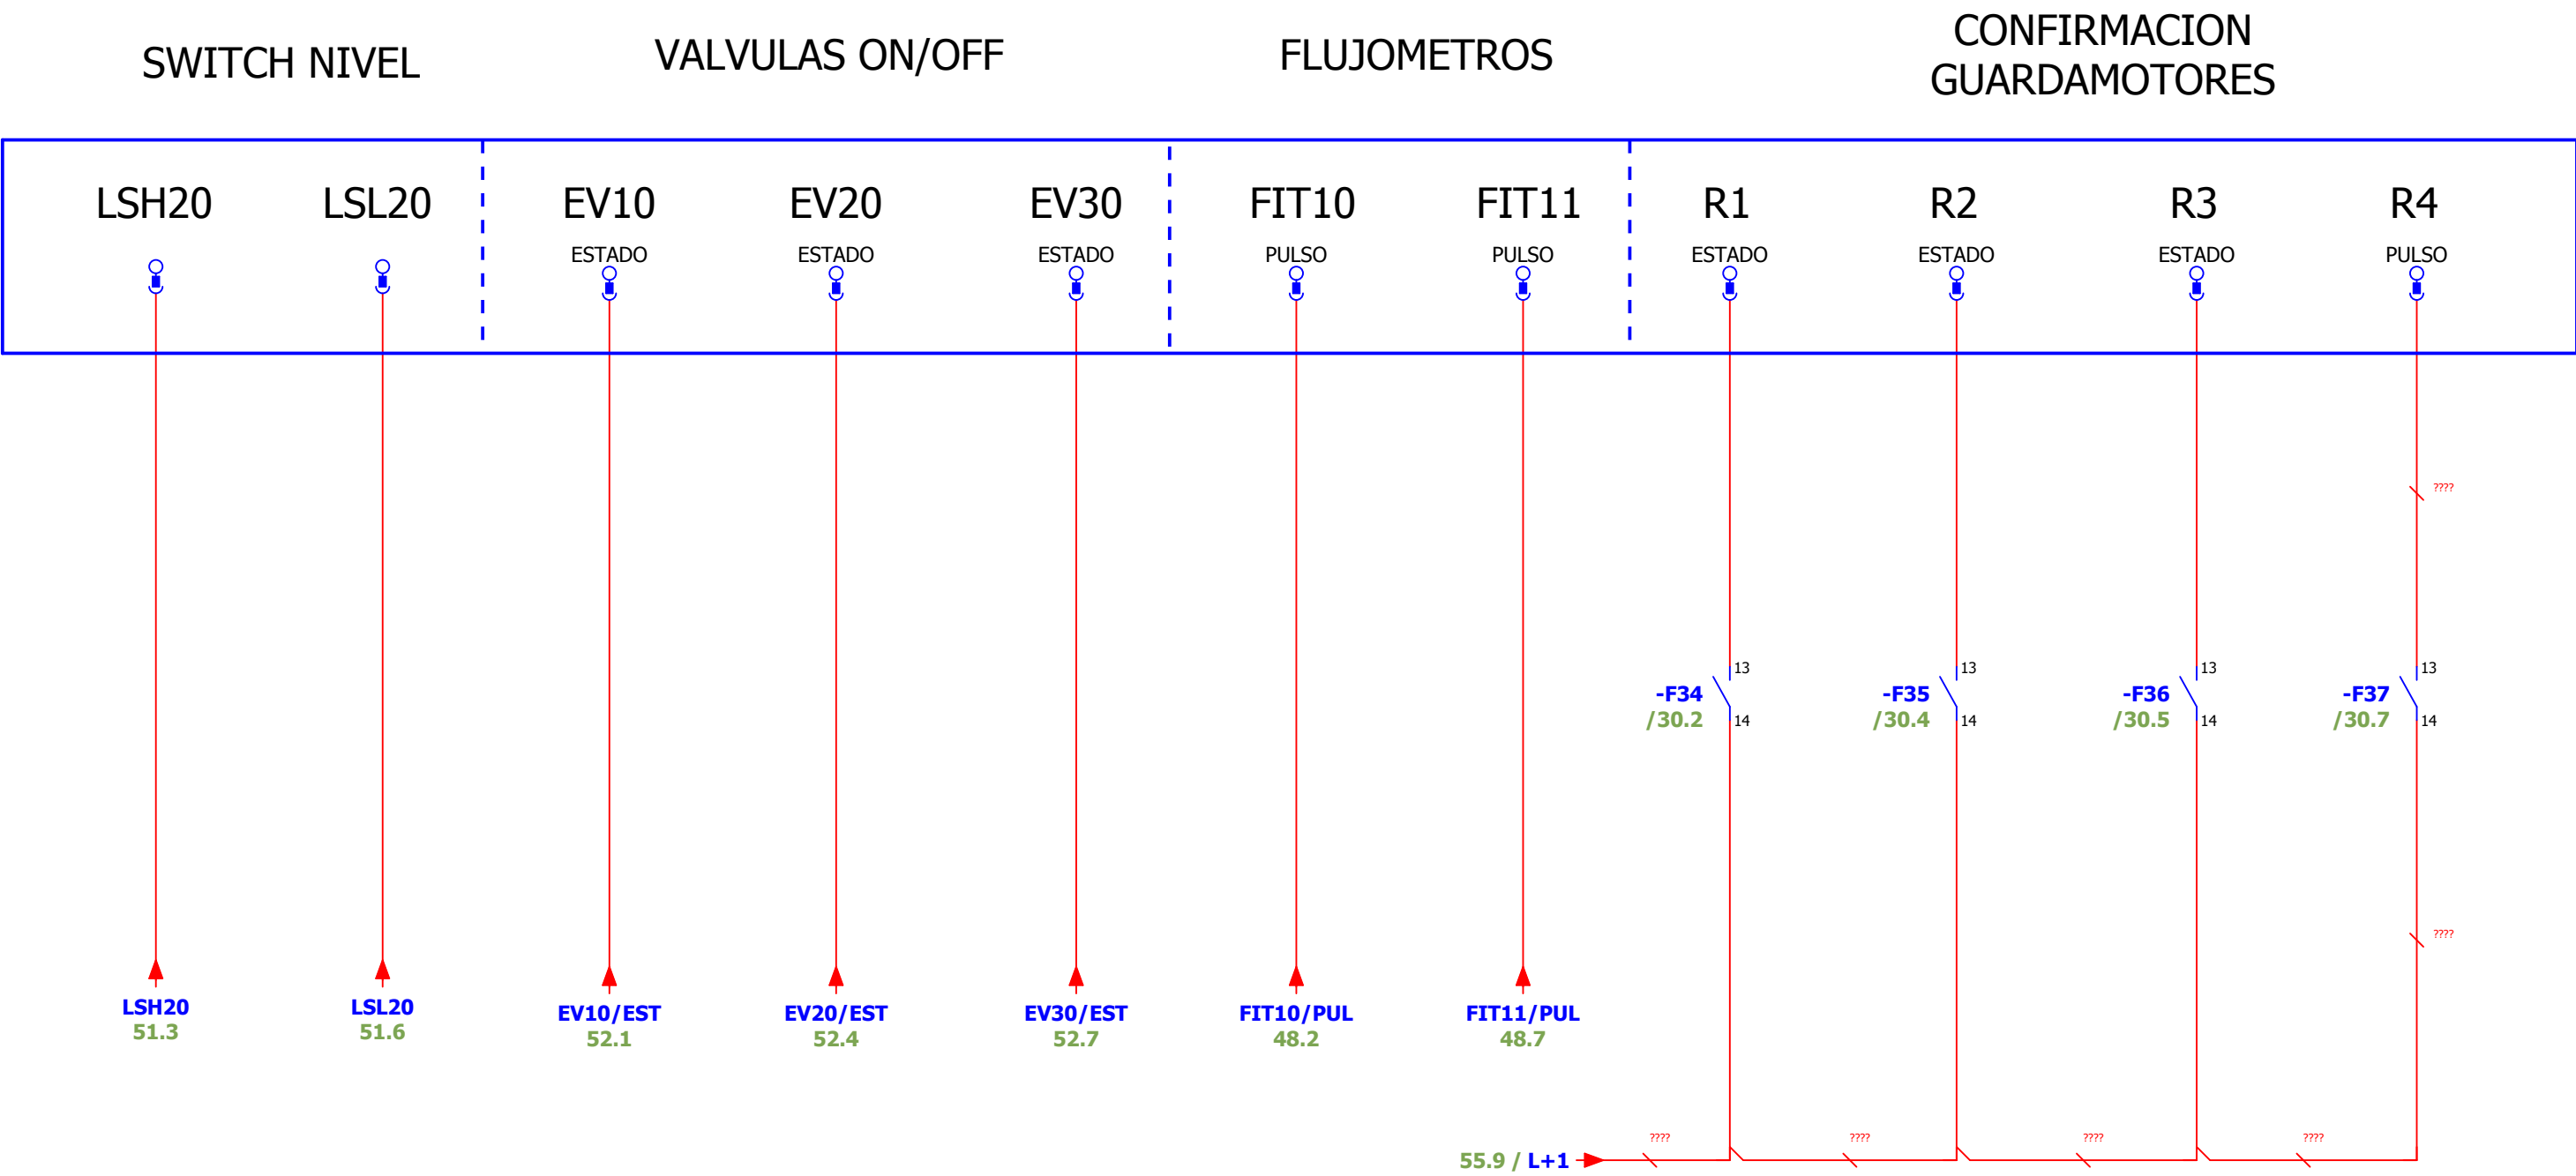 SWITCH NIVEL
VALVULAS ON/OFF
FLUJOMETROS
CONFIRMACION
GUARDAMOTORES
LSH20
LSL20
EV10
ESTADO
EV20
ESTADO
EV30
ESTADO
FIT10
PULSO
FIT11
PULSO
R1
ESTADO
R2
ESTADO
R3
ESTADO
R4
PULSO
????
13
-F34
/30.2
14
13
-F35
/30.4
14
13
-F36
/30.5
14
13
-F37
/30.7
14
????
LSH20
51.3
LSL20
51.6
EV10/EST
52.1
EV20/EST
52.4
EV30/EST
52.7
FIT10/PUL
48.2
FIT11/PUL
48.7
55.9 / L+1
????
????
????
????